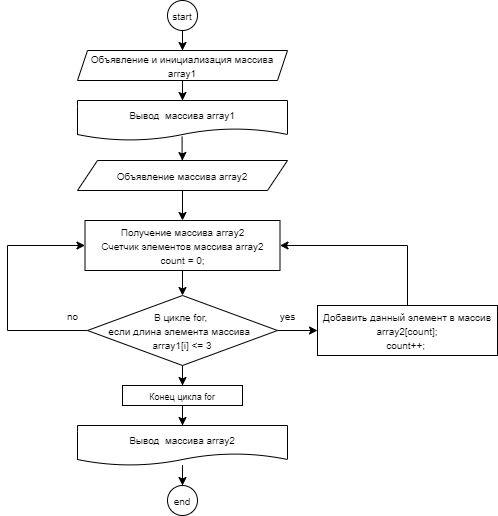 start
Объявление и инициализация массива
array1
Вывод  массива array1
Объявление массива array2
Получение массива array2
Счетчик элементов массива array2
count = 0;
no
В цикле for,
если длина элемента массива
array1[i] <= 3
yes
Добавить данный элемент в массив
array2[count];
count++;
Конец цикла for
Вывод  массива array2
end